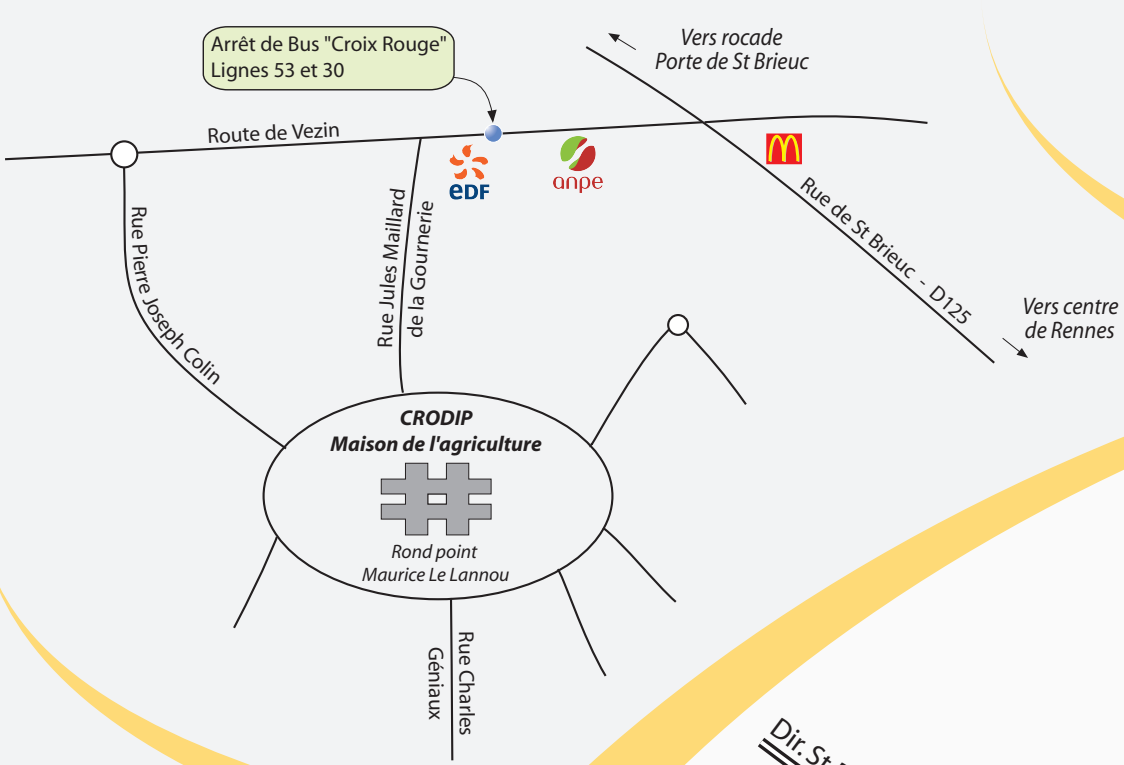 Arrêt de Bus "Croix Rouge"
Lignes 53 et 30
Vers rocade
Porte de St Brieuc
Route de Vezin
eDF
anpe
M
Rue de St Brieuc - D125
Vers centre
de Rennes
Rue Pierre Joseph Colin
Rue Jules Maillard
de la Gournerie
CRODIP
Maison de l'agriculture
Rond point
Maurice Le Lannou
Rue Charles
Géniaux
Dir. St